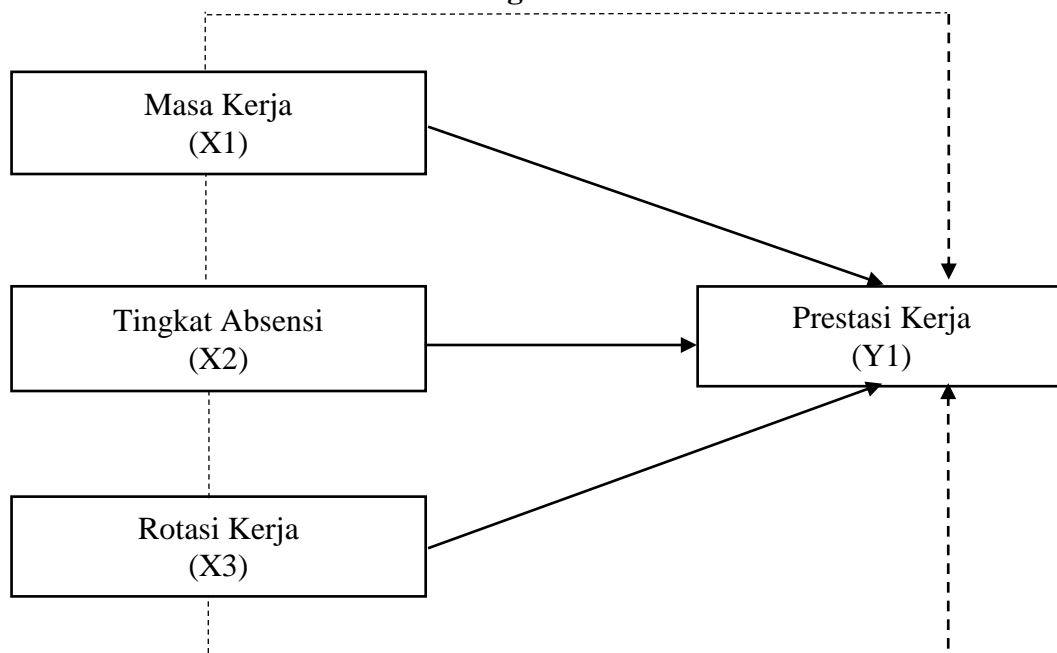 Masa Kerja
(X1)
Tingkat Absensi
(X2)
Prestasi Kerja
(Y1)
Rotasi Kerja
(X3)